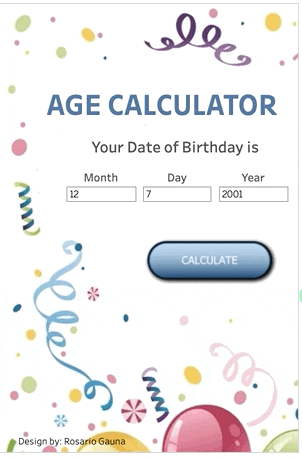 AGE CALCULATOR
Your Date of Birthday is
Month Day Year
12 7 2001
CALCULATE
Design by: Rosario Gauna